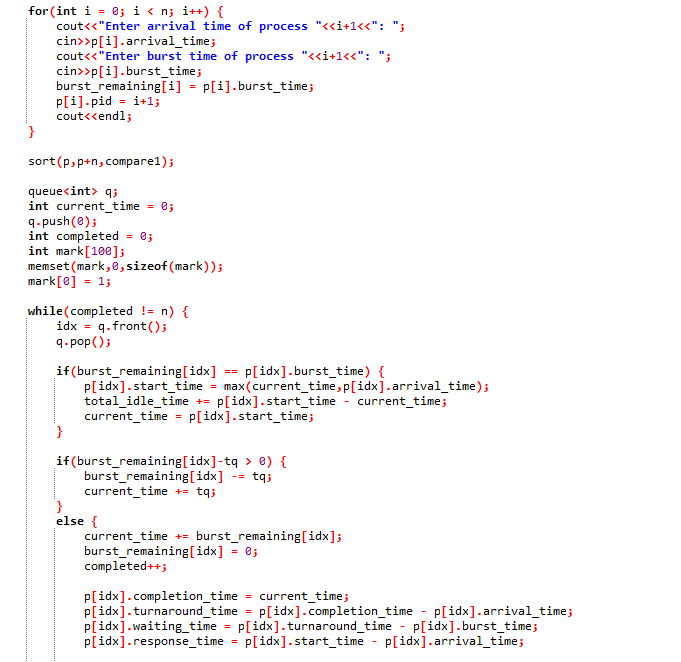 for(int i = 0; i < n; i++) {
cout<<"Enter arrival time of process "<<i+1<<": ";
cin>>p[i].arrival_time;
cout<<"Enter burst time of process "<<i+1<<": ";
cin>>p[i].burst_time;
burst_remaining[i] = p[i].burst_time;
p[i].pid = i+1;
cout<<endl;
}
sort(p,p+n,compare1);
queue<int> q;
int current_time = 0;
q.push(0);
int completed = 0;
int mark[100];
memset(mark,0,sizeof(mark));
mark[0] = 1;
while(completed != n) {
idx = q.front();
q.pop();
if(burst_remaining[idx] == p[idx].burst_time) {
p[idx].start_time = max(current_time,p[idx].arrival_time);
total_idle_time += p[idx].start_time - current_time;
current_time = p[idx].start_time;
}
if(burst_remaining[idx]-tq > 0) {
burst_remaining[idx] -= tq;
current_time += tq;
}
else {
current_time += burst_remaining[idx];
burst_remaining[idx] = 0;
completed++;
p[idx].completion_time = current_time;
p[idx].turnaround_time = p[idx].completion_time - p[idx].arrival_time;
p[idx].waiting_time = p[idx].turnaround_time - p[idx].burst_time;
p[idx].response_time = p[idx].start_time - p[idx].arrival_time;